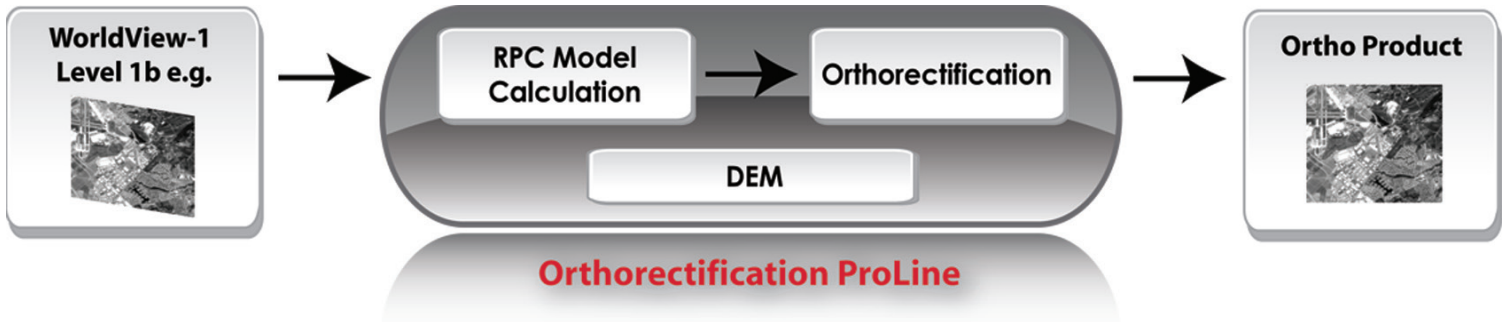 WorldView-1
Level 1b e.g.
RPC Model
Calculation
Orthorectification
DEM
Ortho Product
Orthorectification ProLine